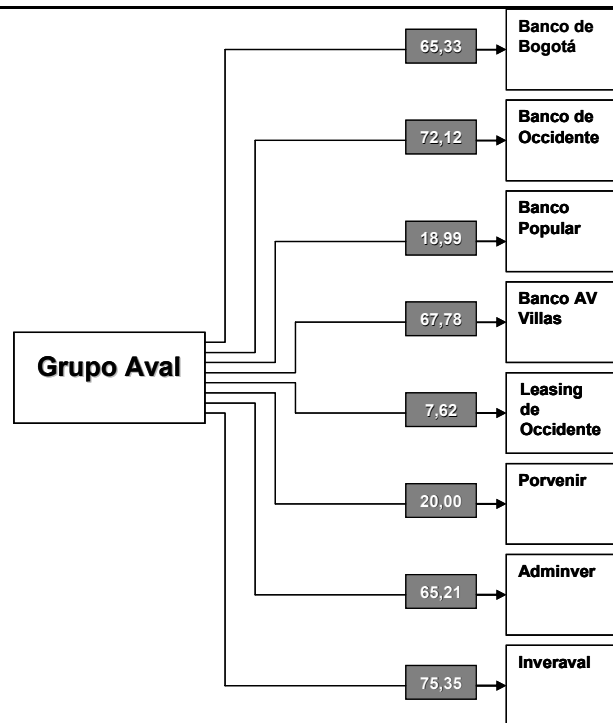 65,33
Banco de
Bogotá
72,12
Banco de
Occidente
18,99
Banco
Popular
67,78
Banco AV
Villas
Grupo Aval
7,62
Leasing
de
Occidente
20,00
Porvenir
65,21
Adminver
75,35
Inveraval